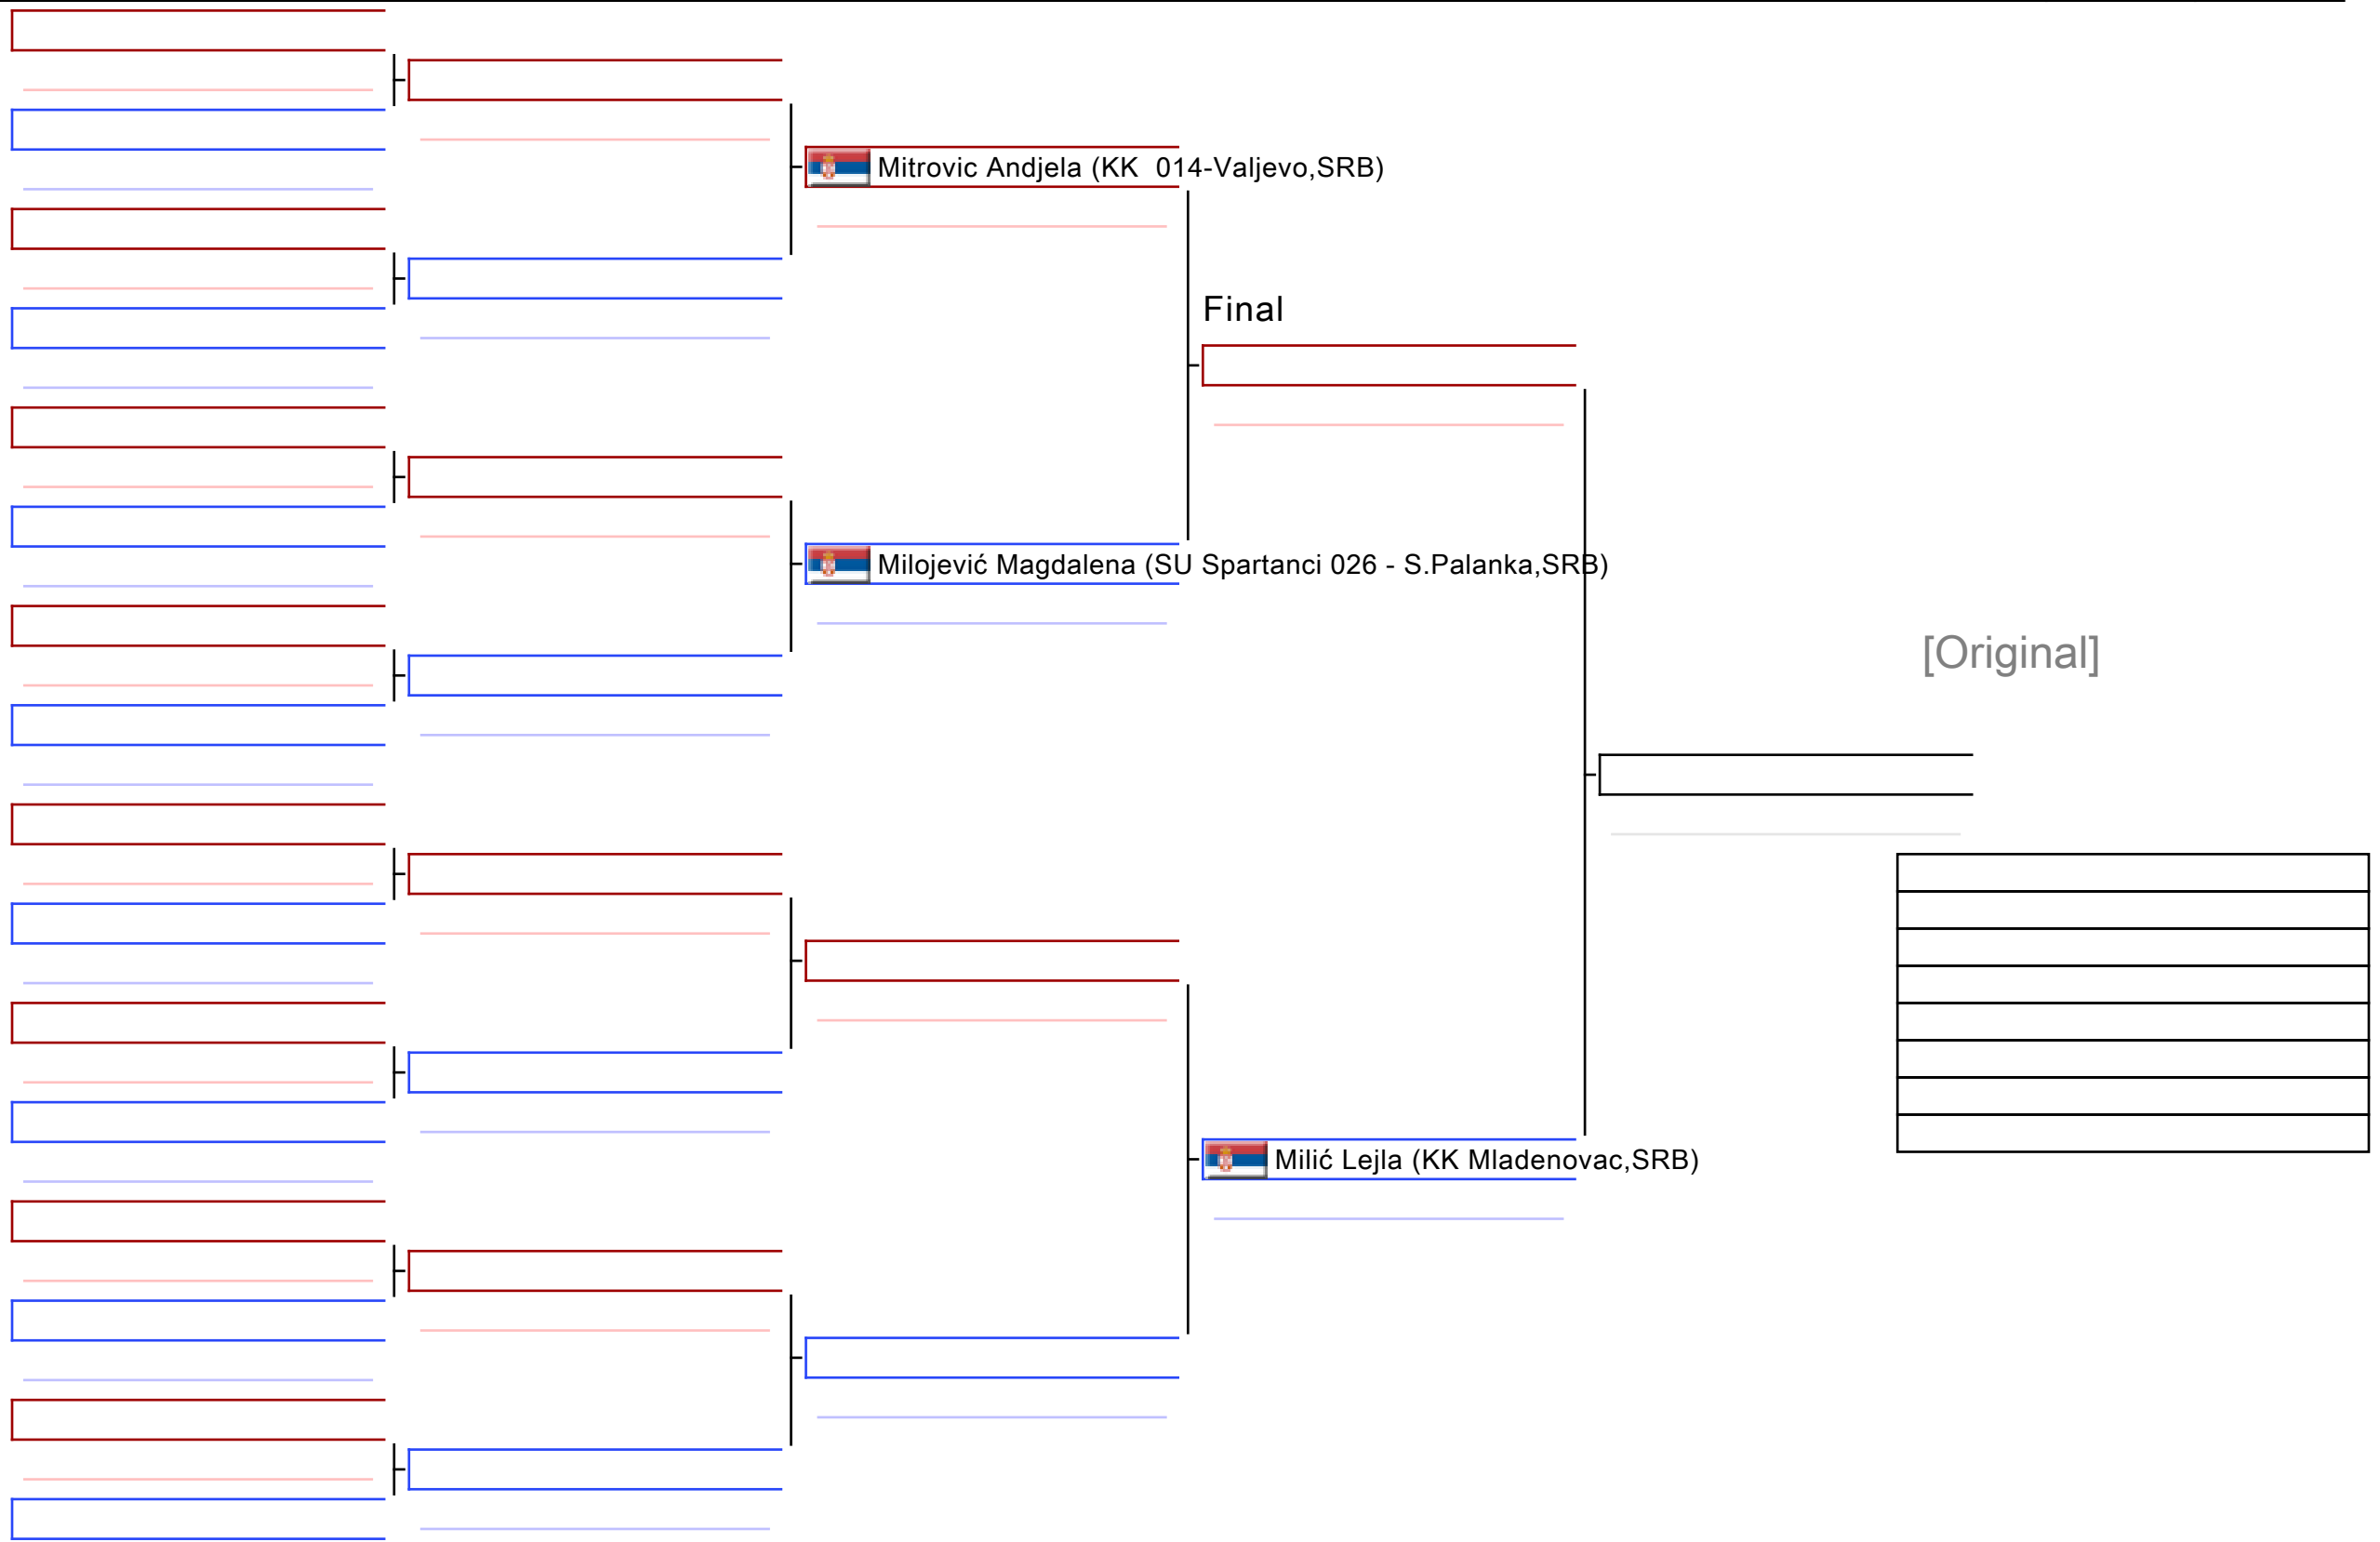 Mitrovic Andjela (KK  014-Valjevo,SRB)
Final
Milojević Magdalena (SU Spartanci 026 - S.Palanka,SRB)
[Original]
Milić Lejla (KK Mladenovac,SRB)